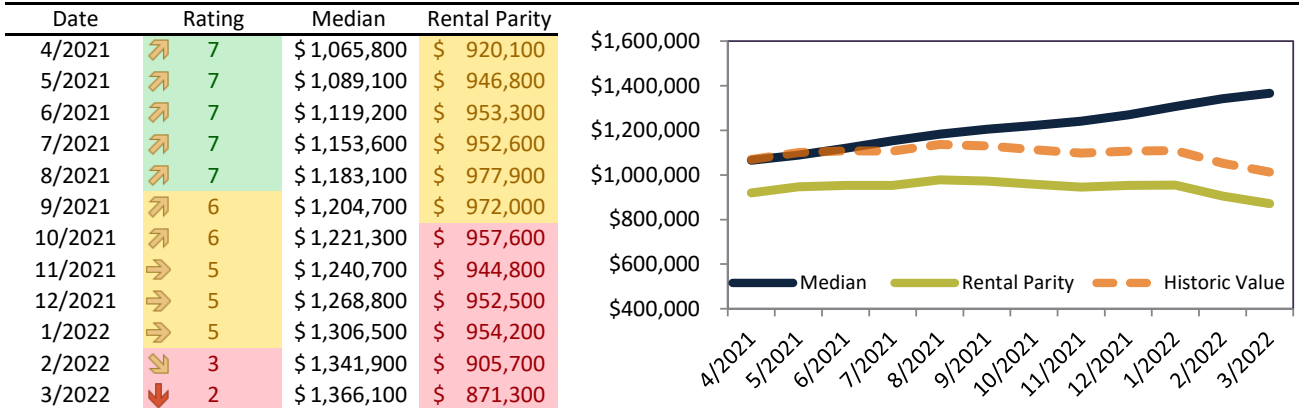 Date Rating Median Rental Parity
4/2021 7 $ 1,065,800 $ 920,100
5/2021 7 $ 1,089,100 $ 946,800
6/2021 7 $ 1,119,200 $ 953,300
7/2021 7 $ 1,153,600 $ 952,600
8/2021 7 $ 1,183,100 $ 977,900
9/2021 6 $ 1,204,700 $ 972,000
10/2021 6 $ 1,221,300 $ 957,600
11/2021 5 $ 1,240,700 $ 944,800
12/2021 5 $ 1,268,800 $ 952,500
1/2022 5 $ 1,306,500 $ 954,200
2/2022 3 $ 1,341,900 $ 905,700
3/2022 2 $ 1,366,100 $ 871,300
$1,600,000
$1,400,000
$1,200,000
$1,000,000
$800,000
$600,000
$400,000
Median Rental Parity Historic Value
4/2021 5/2021 6/2021 7/2021 8/2021 9/2021 10/2021 11/2021 12/2021 1/2022 2/2022 3/2022